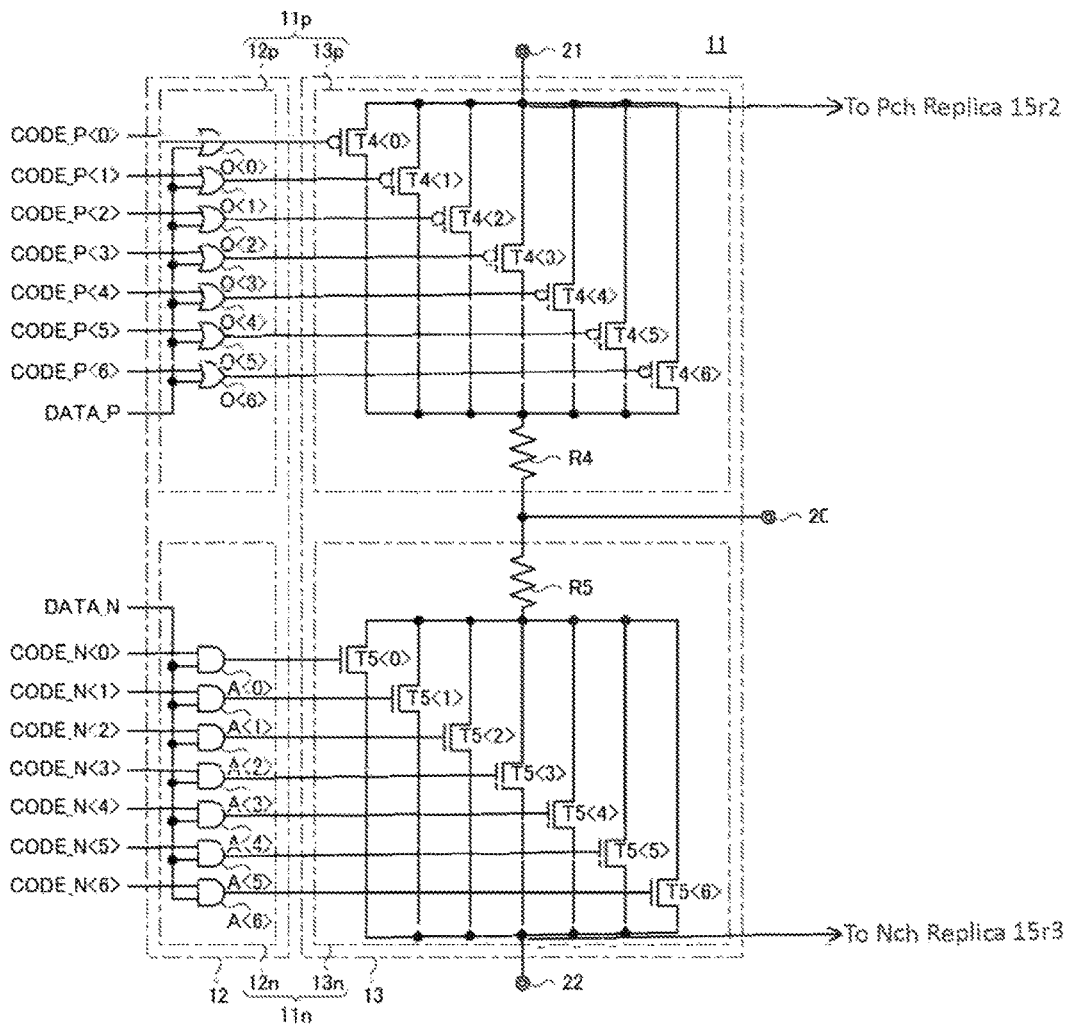 11p
12p 13p
21
11
To Pch Replica 15r2
CODE_P<0>
T4<0>
O<0>
CODE_P<1>
T4<1>
O<1>
CODE_P<2>
T4<2>
O<2>
CODE_P<3>
T4<3>
O<3>
CODE_P<4>
T4<4>
O<4>
CODE_P<5>
T4<5>
O<5>
CODE_P<6>
T4<6>
O<6>
DATA_P
R4
20
R5
DATA_N
CODE_N<0>
T5<0>
A<0>
CODE_N<1>
T5<1>
A<1>
CODE_N<2>
T5<2>
A<2>
CODE_N<3>
T5<3>
A<3>
CODE_N<4>
T5<4>
A<4>
CODE_N<5>
T5<5>
A<5>
CODE_N<6>
T5<6>
A<6>
To Nch Replica 15r3
12 12n 13n 13 22
11n